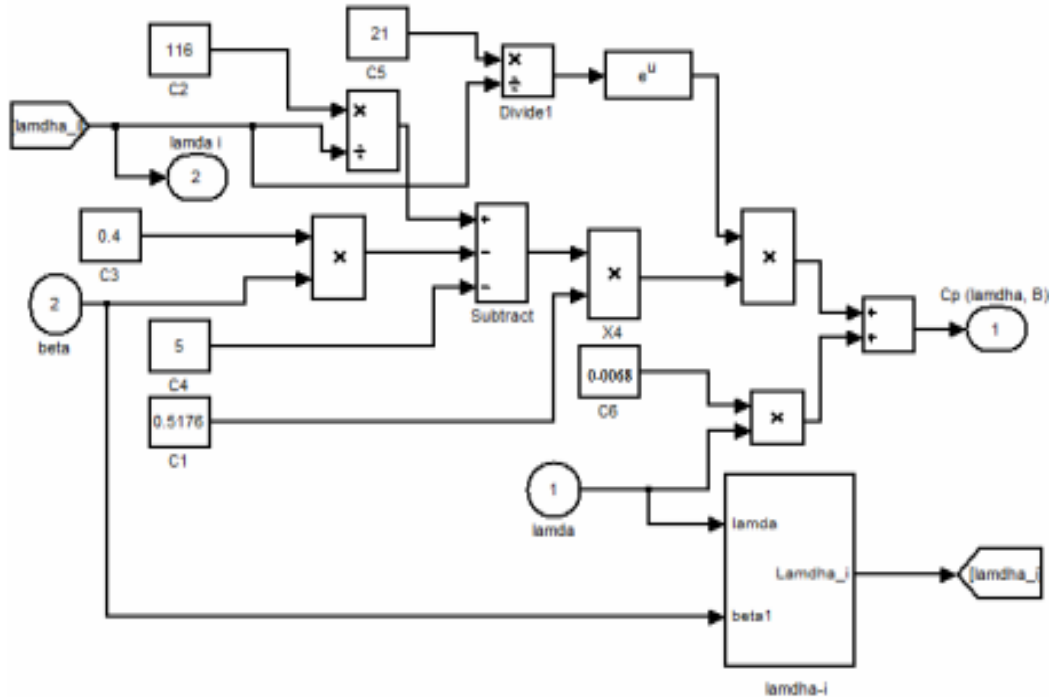 116
C2
21
C5
×
÷
Divide1
e^u
lamdha_i
×
÷
lamda i
2
0.4
C3
×
+
-
-
Subtract
×
X4
×
2
beta
5
C4
0.5176
C1
0.0068
C6
×
+
+
Cp (lamdha, B)
1
1
lamda
lamda
Lamdha_i
beta1
lamdha-i
[lamdha_i